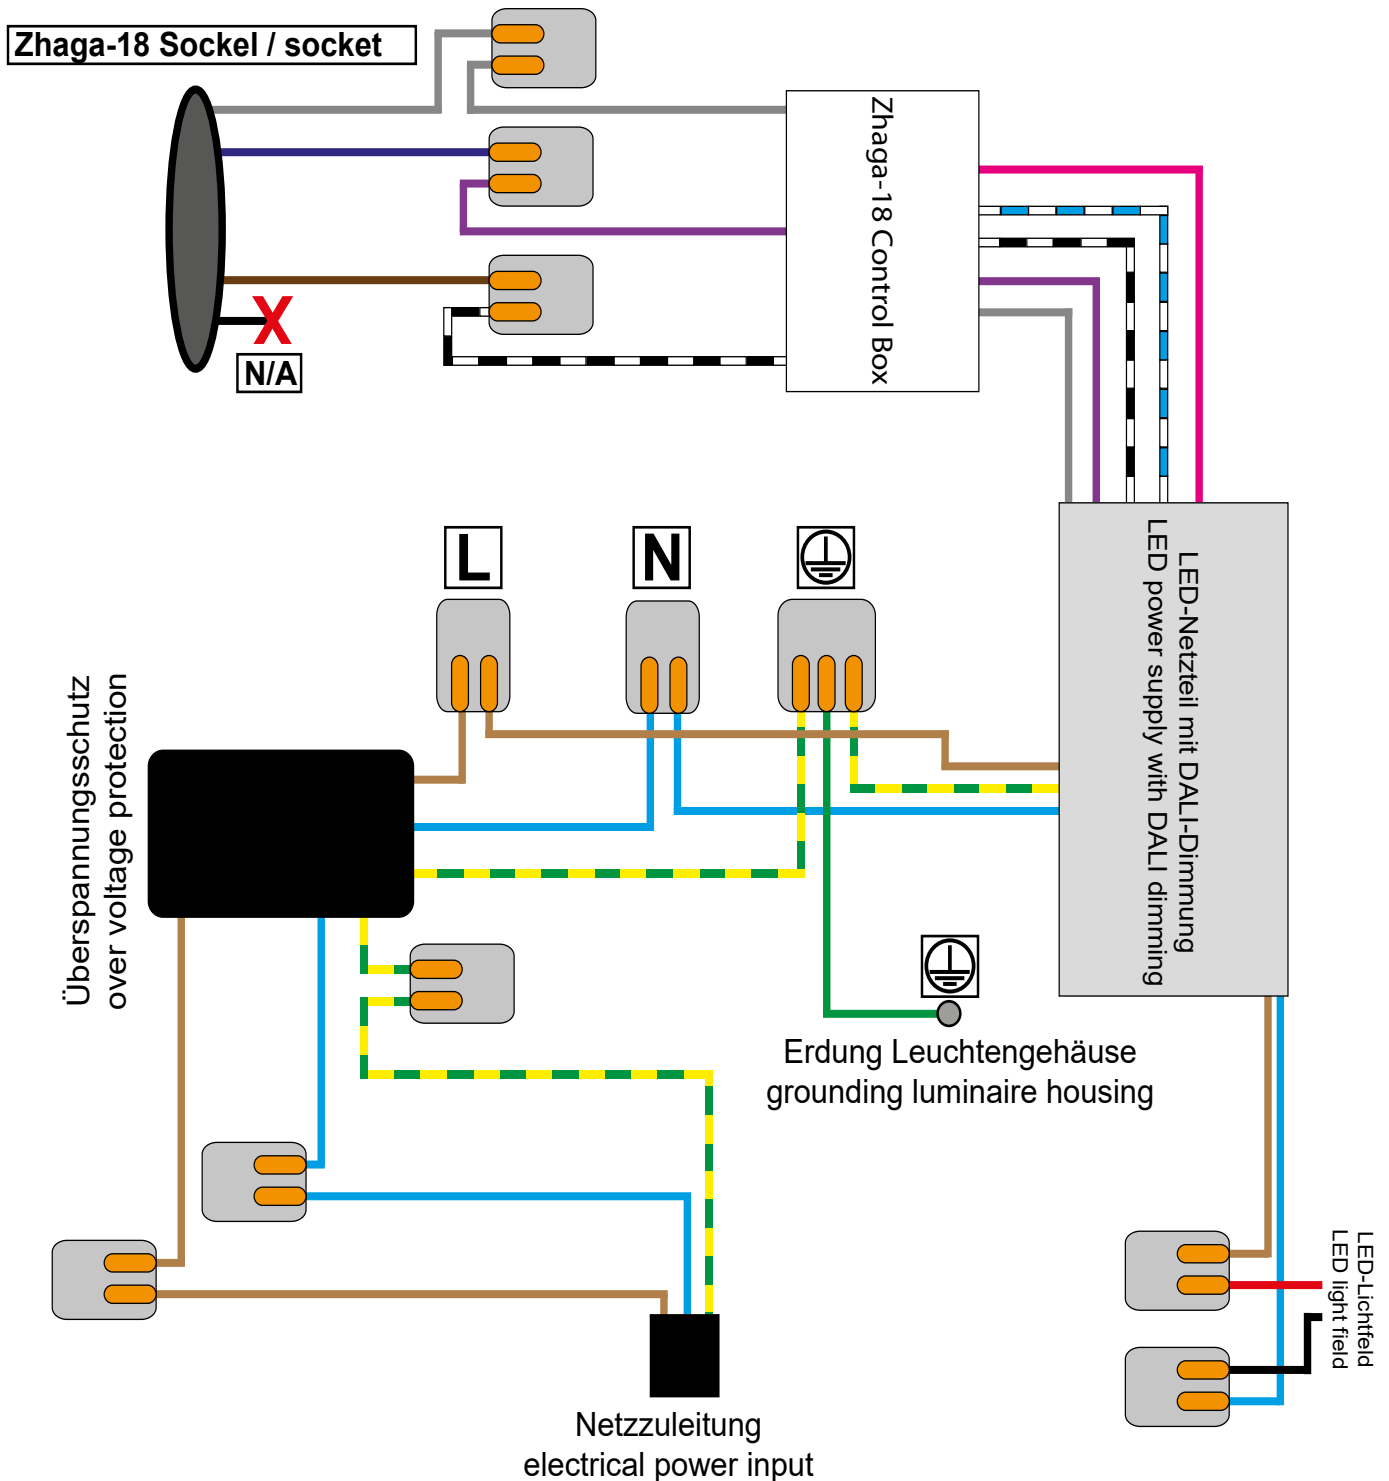 Zhaga-18 Sockel / socket
Zhaga-18 Control Box
X
N/A
L
N
LED-Netzteil mit DALI-Dimmung
LED power supply with DALI dimming
Überspannungsschutz
over voltage protection
Erdung Leuchtengehäuse
grounding luminaire housing
LED-Lichtfeld
LED light field
Netzzuleitung
electrical power input